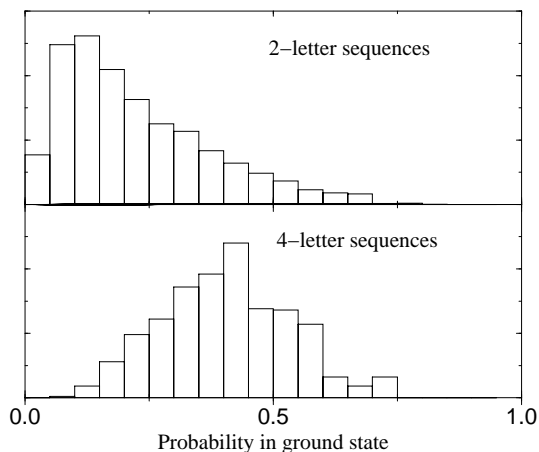 2−letter sequences
4−letter sequences
0.0 0.5 1.0
Probability in ground state